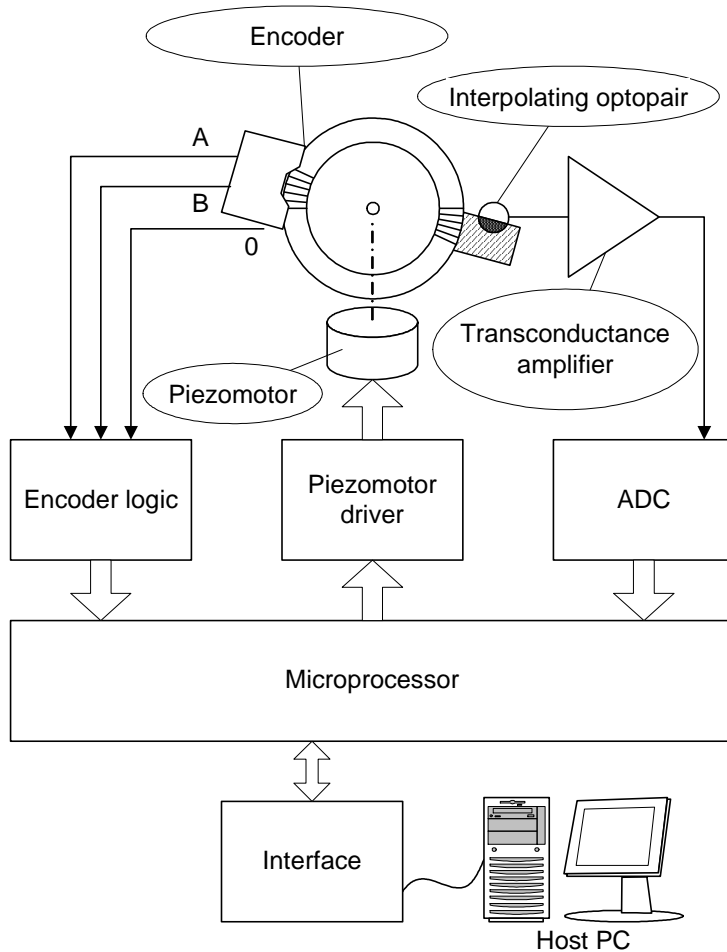 Encoder
Interpolating optopair
A
B
0
Transconductance
amplifier
Piezomotor
Encoder logic
Piezomotor
driver
ADC
Microprocessor
Interface
Host PC